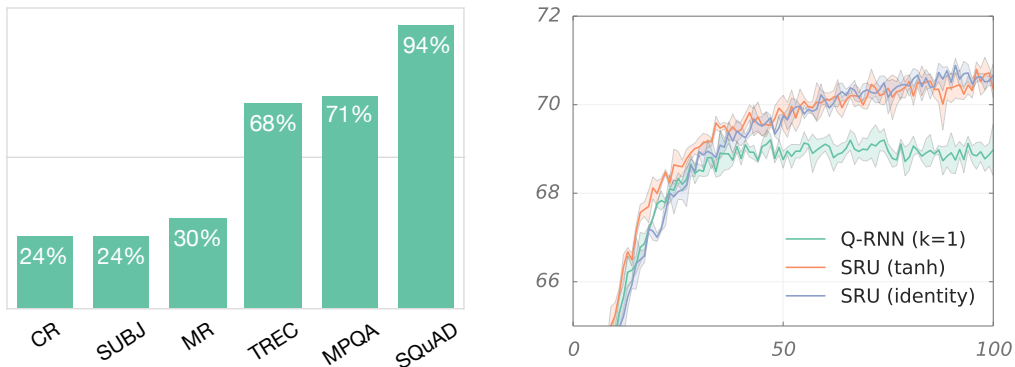 24%
24%
30%
68%
71%
94%
CR
SUBJ
MR
TREC
MPQA
SQuAD
72
70
68
66
0
50
100
Q-RNN (k=1)
SRU (tanh)
SRU (identity)